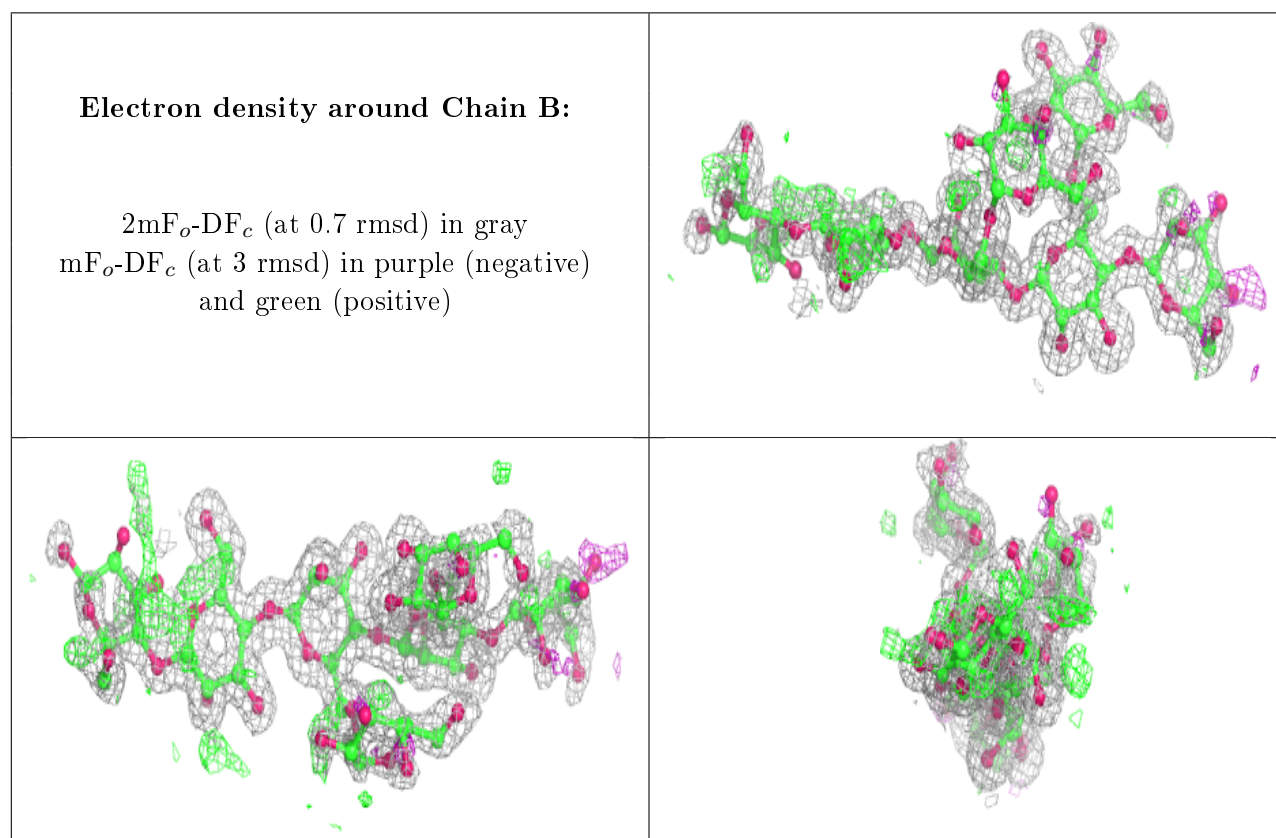 Electron density around Chain B:
2mFo-DFc (at 0.7 rmsd) in gray
mFo-DFc (at 3 rmsd) in purple (negative)
and green (positive)